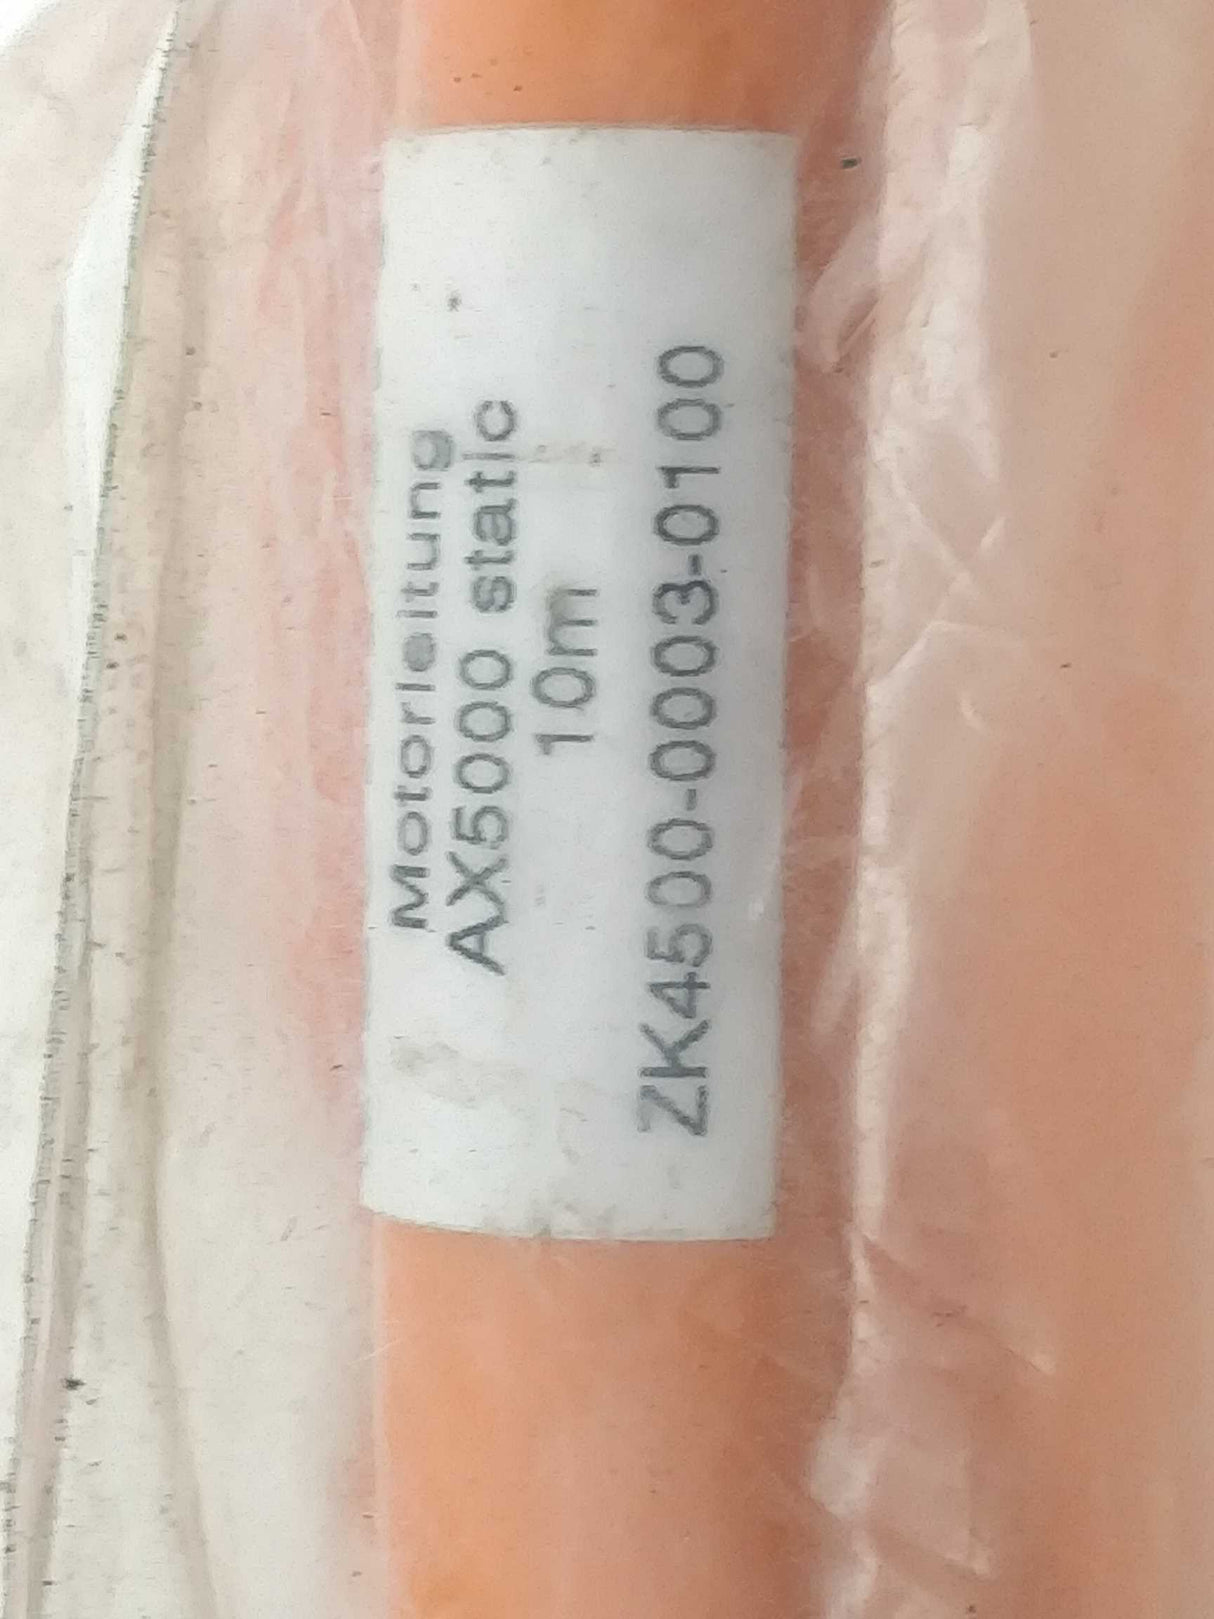 Motorleitung
AX5000 static
10m
ZK4500-0003-0100